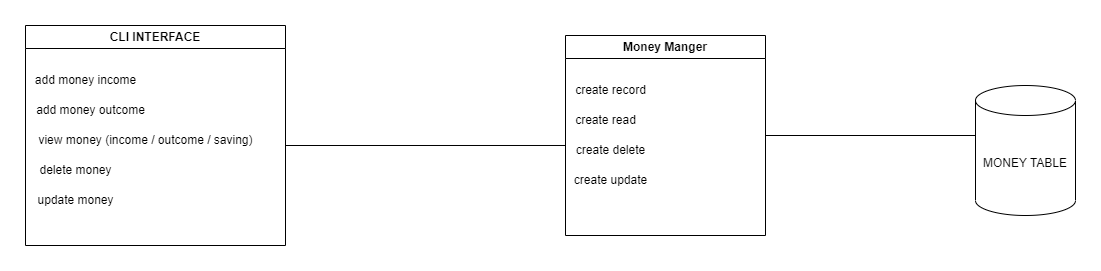 CLI INTERFACE
add money income
add money outcome
view money (income / outcome / saving)
delete money
update money
Money Manger
create record
create read
create delete
create update
MONEY TABLE